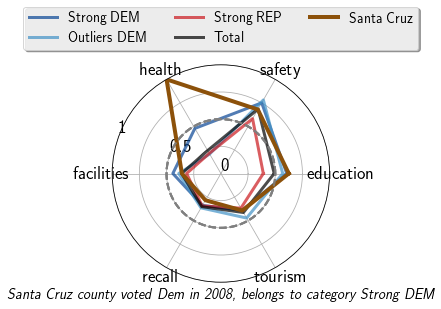 Strong DEM Strong REP Santa Cruz
Outliers DEM Total
health safety
1
0.5
0
facilities education
recall tourism
Santa Cruz county voted Dem in 2008, belongs to category Strong DEM